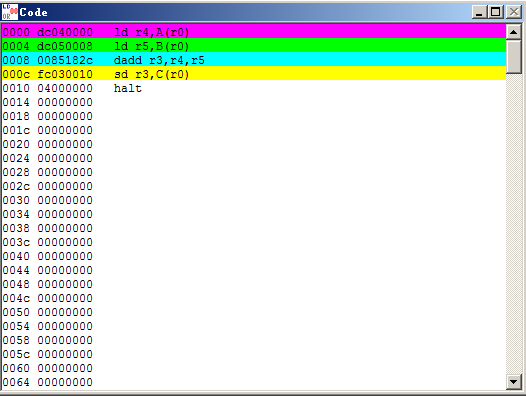 Code
0000 dc040000 ld r4,A(r0)
0004 dc050008 ld r5,B(r0)
0008 0085182c dadd r3,r4,r5
000c fc030010 sd r3,C(r0)
0010 04000000 halt
0014 00000000
0018 00000000
001c 00000000
0020 00000000
0024 00000000
0028 00000000
002c 00000000
0030 00000000
0034 00000000
0038 00000000
003c 00000000
0040 00000000
0044 00000000
0048 00000000
004c 00000000
0050 00000000
0054 00000000
0058 00000000
005c 00000000
0060 00000000
0064 00000000